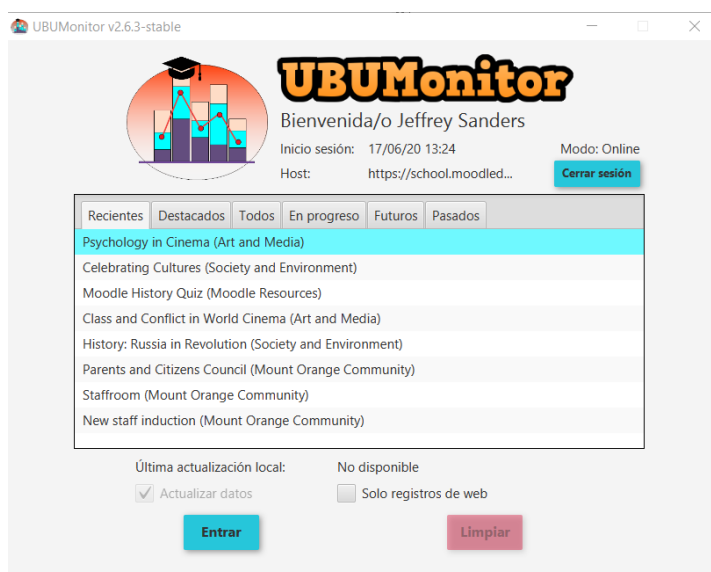 UBUMonitor v2.6.3-stable
UBUMonitor
Bienvenida/o Jeffrey Sanders
Inicio sesión: 17/06/20 13:24 Modo: Online
Host: https://school.moodled... Cerrar sesión
Recientes Destacados Todos En progreso Futuros Pasados
Psychology in Cinema (Art and Media)
Celebrating Cultures (Society and Environment)
Moodle History Quiz (Moodle Resources)
Class and Conflict in World Cinema (Art and Media)
History: Russia in Revolution (Society and Environment)
Parents and Citizens Council (Mount Orange Community)
Staffroom (Mount Orange Community)
New staff induction (Mount Orange Community)
Última actualización local: No disponible
Actualizar datos Solo registros de web
Entrar Limpiar